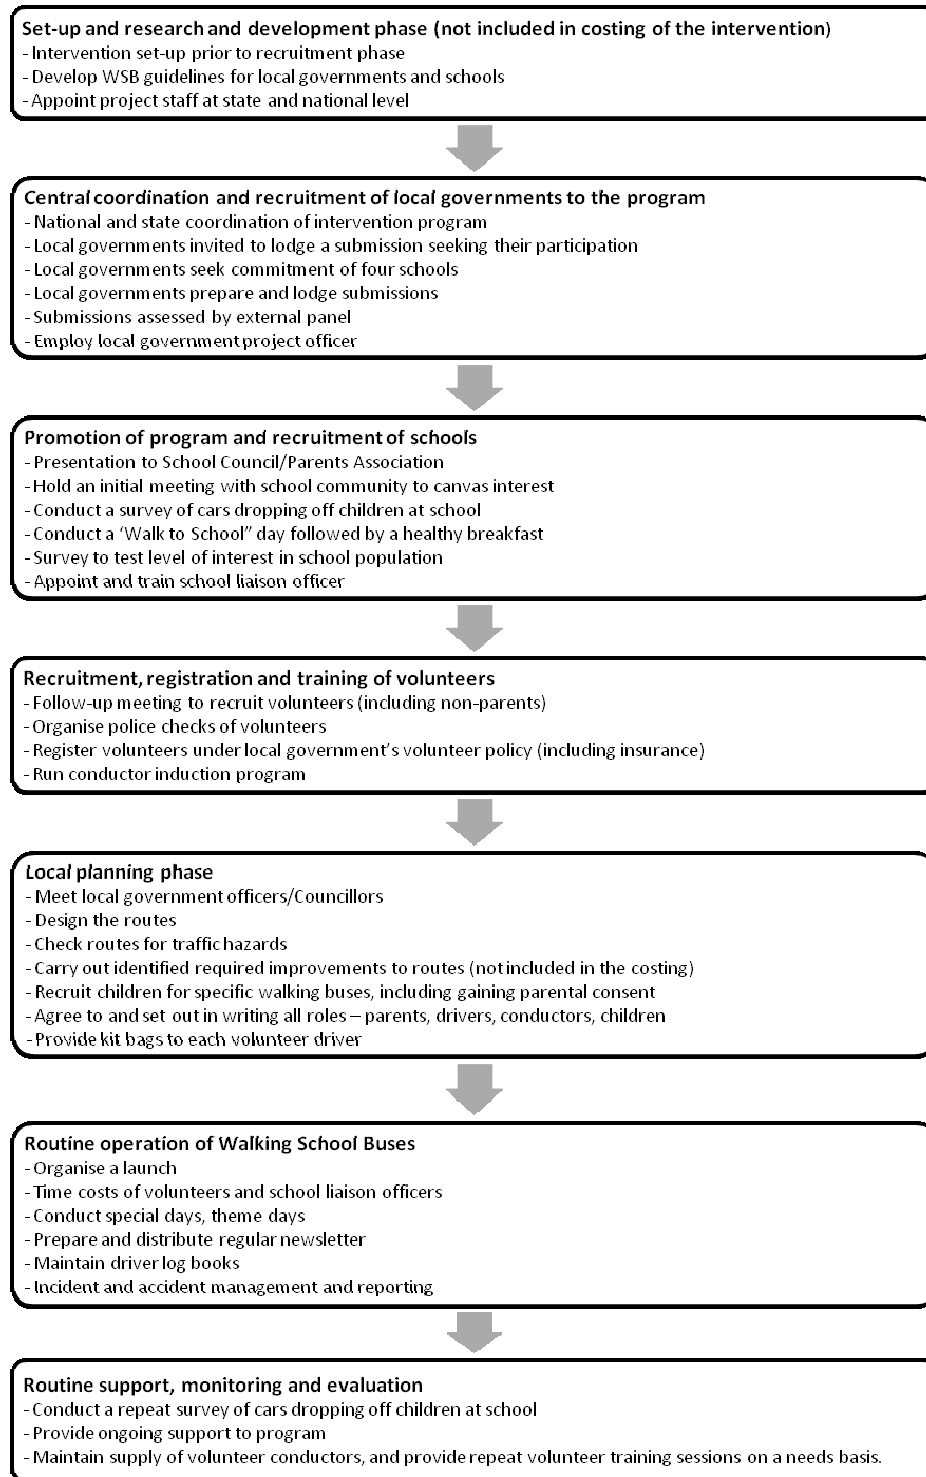 Set-up and research and development phase (not included in costing of the intervention)
- Intervention set-up prior to recruitment phase
- Develop WSB guidelines for local governments and schools
- Appoint project staff at state and national level
Central coordination and recruitment of local governments to the program
- National and state coordination of intervention program
- Local governments invited to lodge a submission seeking their participation
- Local governments seek commitment of four schools
- Local governments prepare and lodge submissions
- Submissions assessed by external panel
- Employ local government project officer
Promotion of program and recruitment of schools
- Presentation to School Council/Parents Association
- Hold an initial meeting with school community to canvas interest
- Conduct a survey of cars dropping off children at school
- Conduct a ‘Walk to School” day followed by a healthy breakfast
- Survey to test level of interest in school population
- Appoint and train school liaison officer
Recruitment, registration and training of volunteers
- Follow-up meeting to recruit volunteers (including non-parents)
- Organise police checks of volunteers
- Register volunteers under local government’s volunteer policy (including insurance)
- Run conductor induction program
Local planning phase
- Meet local government officers/Councillors
- Design the routes
- Check routes for traffic hazards
- Carry out identified required improvements to routes (not included in the costing)
- Recruit children for specific walking buses, including gaining parental consent
- Agree to and set out in writing all roles – parents, drivers, conductors, children
- Provide kit bags to each volunteer driver
Routine operation of Walking School Buses
- Organise a launch
- Time costs of volunteers and school liaison officers
- Conduct special days, theme days
- Prepare and distribute regular newsletter
- Maintain driver log books
- Incident and accident management and reporting
Routine support, monitoring and evaluation
- Conduct a repeat survey of cars dropping off children at school
- Provide ongoing support to program
- Maintain supply of volunteer conductors, and provide repeat volunteer training sessions on a needs basis.